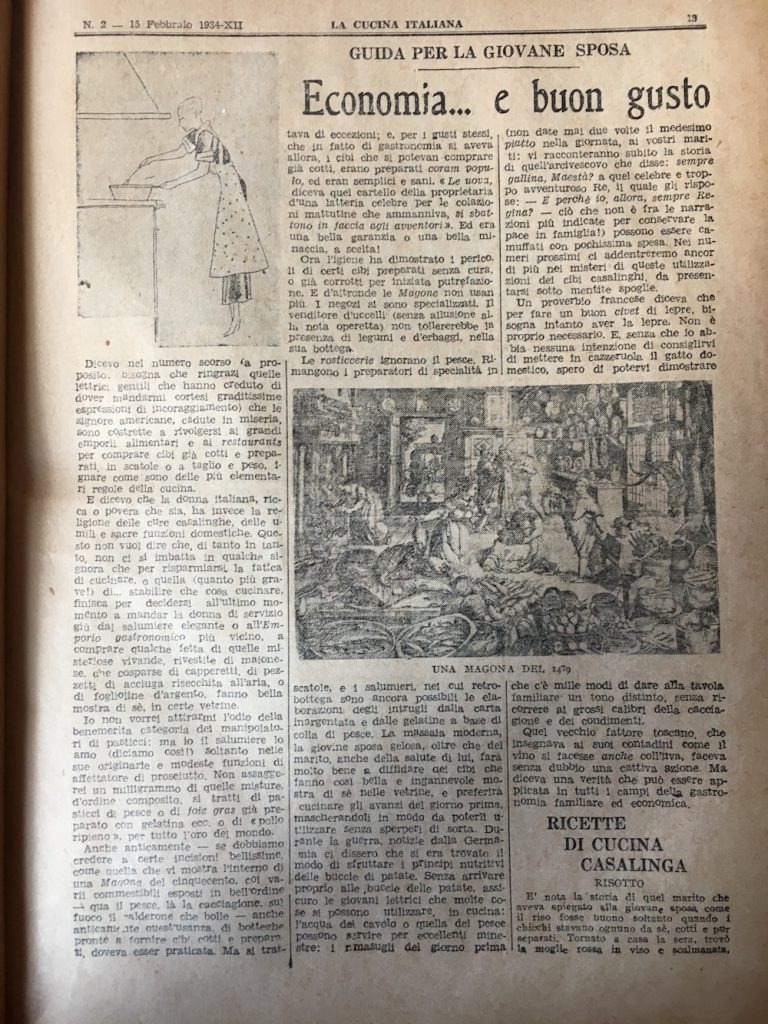 N. 2 — 15 Febbraio 1934-XII
LA CUCINA ITALIANA
13
GUIDA PER LA GIOVANE SPOSA
Economia... e buon gusto
Dicevo nel numero scorso (a pro-
posito: bisogna che ringrazi quelle
lettrici gentili che hanno creduto di
dover mandarmi cortesi graditissime
espressioni di incoraggiamento) che le
signore americane, cadute in miseria,
sono costrette a rivolgersi ai grandi
empori alimentari e ai restaurants
per comprare cibi già cotti e prepa-
rati, in scatole o a taglio e peso, i-
gnare come sono delle più elementa-
ri regole della cucina.
E dicevo che la donna italiana, ric-
ca o povera che sia, ha invece la re-
ligione delle cure casalinghe, delle u-
mili e sacre funzioni domestiche. Que-
sto non vuol dire che, di tanto in tan-
to, non ci si imbatta in qualche si-
gnora che per risparmiarsi la fatica
di cucinare, o quella (quanto più gra-
ve!) di... stabilire che cosa cucinare,
finisca per decidersi all'ultimo mo-
mento a mandar la donna di servizio
giù dal salumiere elegante o all'Em-
porio gastronomico più vicino, a
comprare qualche fetta di quelle mi-
steriose vivande, rivestite di maione-
se, che cosparse di capperetti, di pez-
zetti di acciuga risecchita all'aria, o
di foglioline d'argento, fanno bella
mostra di sè, in certe vetrine.
Io non vorrei attirarmi l'odio della
benemerita categoria dei manipolato-
ri di pasticci: ma io il salumiere lo
amo (diciamo così!) soltanto nelle
sue originarie e modeste funzioni di
affettatore di prosciutto. Non assagge-
rei un milligrammo di quelle misture,
d'ordine composito, si tratti di pa-
sticci di pesce o di foie gras già pre-
parato con gelatina ecc. o di « pollo
ripieno », per tutto l'oro del mondo.
Anche anticamente — se dobbiamo
credere a certe incisioni bellissime,
come quella che vi mostra l'interno di
una Magona del cinquecento, coi va-
rii commestibili esposti in bell'ordine
— qua il pesce, là la cacciagione, sul
fuoco il calderone che bolle — anche
anticamente quest'usanza, di botteghe
pronte a fornire cibi cotti e prepara-
ti, doveva esser praticata. Ma si trat-
tava di eccezioni; e, per i gusti stessi,
che in fatto di gastronomia si aveva
allora, i cibi che si potevan comprare
già cotti, erano preparati coram popu-
lo, ed eran semplici e sani. « Le uova,
diceva quel cartello della proprietaria
d'una latteria celebre per le colazio-
ni mattutine che ammanniva, si sbat-
tono in faccia agli avventori ». Ed era
una bella garanzia o una bella mi-
naccia, a scelta!
Ora l'igiene ha dimostrato i perico-
li di certi cibi preparati senza cura,
o già corrotti per iniziata putrefazio-
ne. E d'altronde le Magone non usan
più. I negozi si sono specializzati. Il
venditore d'uccelli (senza allusione al-
la nota operetta) non tollererebbe la
presenza di legumi e d'erbaggi, nella
sua bottega.
Le rosticcerie ignorano il pesce. Ri-
mangono i preparatori di specialità in
(non date mai due volte il medesimo
piatto nella giornata, ai vostri mari-
ti: vi racconteranno subito la storia
di quell'arcivescovo che disse: sempre
gallina, Maestà? a quel celebre e trop-
po avventuroso Re, il quale gli rispo-
se: — E perchè io, allora, sempre Re-
gina? — ciò che non è fra le narra-
zioni più indicate per conservare la
pace in famiglia!) possono essere ca-
muffati con pochissima spesa. Nei nu-
meri prossimi ci addentreremo ancor
di più nei misteri di queste utilizza-
zioni dei cibi casalinghi, da presen-
tarsi sotto mentite spoglie.
Un proverbio francese diceva che
per fare un buon civet di lepre, bi-
sogna intanto aver la lepre. Non è
proprio necessario. E, senza che io ab-
bia nessuna intenzione di consigliarvi
di mettere in cazzeruola il gatto do-
mestico, spero di potervi dimostrare
UNA MAGONA DEL 1479
scatole, e i salumieri, nei cui retro-
bottega sono ancora possibili le ela-
borazioni degli intrugli dalla carta
inargentata e dalle gelatine a base di
colla di pesce. La massaia moderna,
la giovine sposa gelosa, oltre che del
marito, anche della salute di lui, farà
molto bene a diffidare dei cibi che
fanno così bella e ingannevole mo-
stra di sè nelle vetrine, e preferirà
cucinare gli avanzi del giorno prima,
mascherandoli in modo da poterli u-
tilizzare senza sperperi di sorta. Du-
rante la guerra, notizie dalla Germa-
mia ci dissero che si era trovato il
modo di sfruttare i principi nutritivi
delle buccie di patate. Senza arrivare
proprio alle buccie delle patate, assi-
curo le giovani lettrici che molte co-
se si possono utilizzare, in cucina:
l'acqua dei cavolo o quella del pesce
possono servire per eccellenti mine-
stre; i rimasugli del giorno prima
che c'è mille modi di dare alla tavola
familiare un tono distinto, senza ri-
correre ai grossi calibri della caccia-
gione e dei condimenti.
Quel vecchio fattore toscano, che
insegnava ai suoi contadini come il
vino si facesse anche coll'uva, faceva
senza dubbio una cattiva azione. Ma
diceva una verità che può essere ap-
plicata in tutti i campi della gastro-
nomia familiare ed economica.
RICETTE
DI CUCINA
CASALINGA
RISOTTO
E' nota la storia di quel marito che
aveva spiegato alla giovane sposa come
il riso fosse buono soltanto quando i
chicchi stavano ognuno da sè, cotti e pur
separati. Tornato a casa la sera, trovò
la moglie rossa in viso e scalmanata,